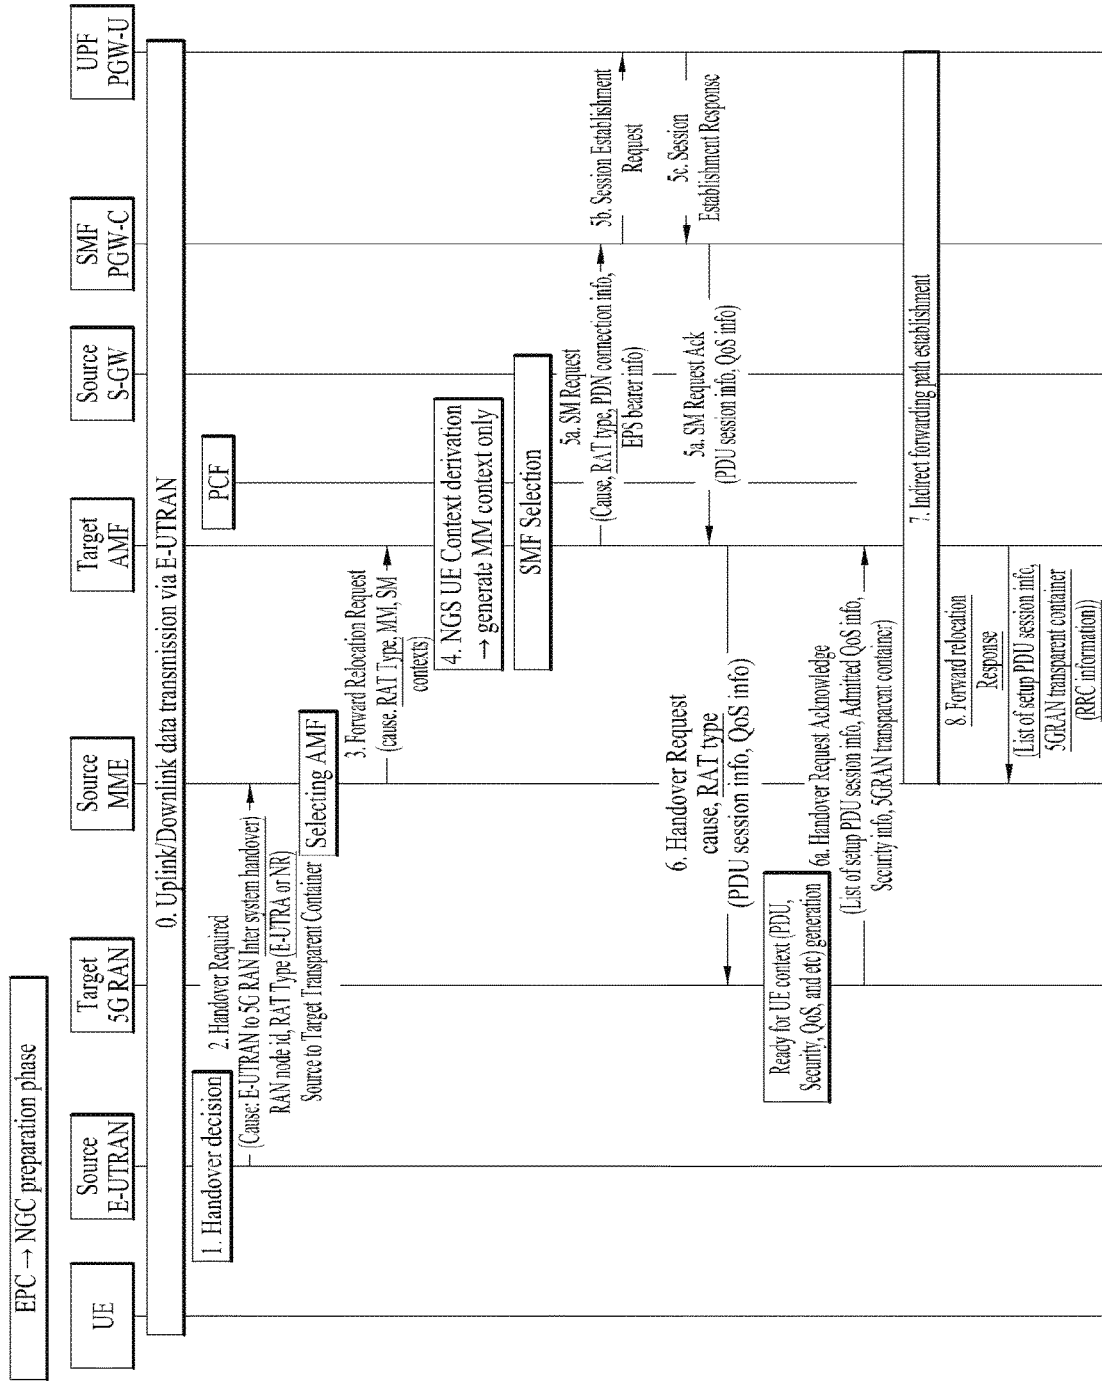 EPC → NGC preparation phase
UE
Source
E-UTRAN
Target
5G RAN
Source
MME
Target
AMF
Source
S-GW
SMF
PGW-C
UPF
PGW-U
0. Uplink/Downlink data transmission via E-UTRAN
PCF
1. Handover decision
2. Handover Required
(Cause: E-UTRAN to 5G RAN Inter system handover)
RAN node id, RAT Type (E-UTRA or NR)
Source to Target Transparent Container
Selecting AMF
3. Forward Relocation Request
(cause. RAT Type, MM, SM
contexts)
4. NGS UE Context derivation
→ generate MM context only
SMF Selection
5a. SM Request
(Cause, RAT type, PDN connection info,
EPS bearer info)
5b. Session Establishment
Request
5c. Session
Establishment Response
5a. SM Request Ack
(PDU session info, QoS info)
6. Handover Request
cause, RAT type
(PDU session info, QoS info)
Ready for UE context (PDU,
Security, QoS, and etc) generation
6a. Handover Request Acknowledge
(List of setup PDU session info, Admitted QoS info,
Security info, 5GRAN transparent container)
7. Indirect forwarding path establishment
8. Forward relocation
Response
(List of setup PDU session info,
5GRAN transparent container
(RRC information))